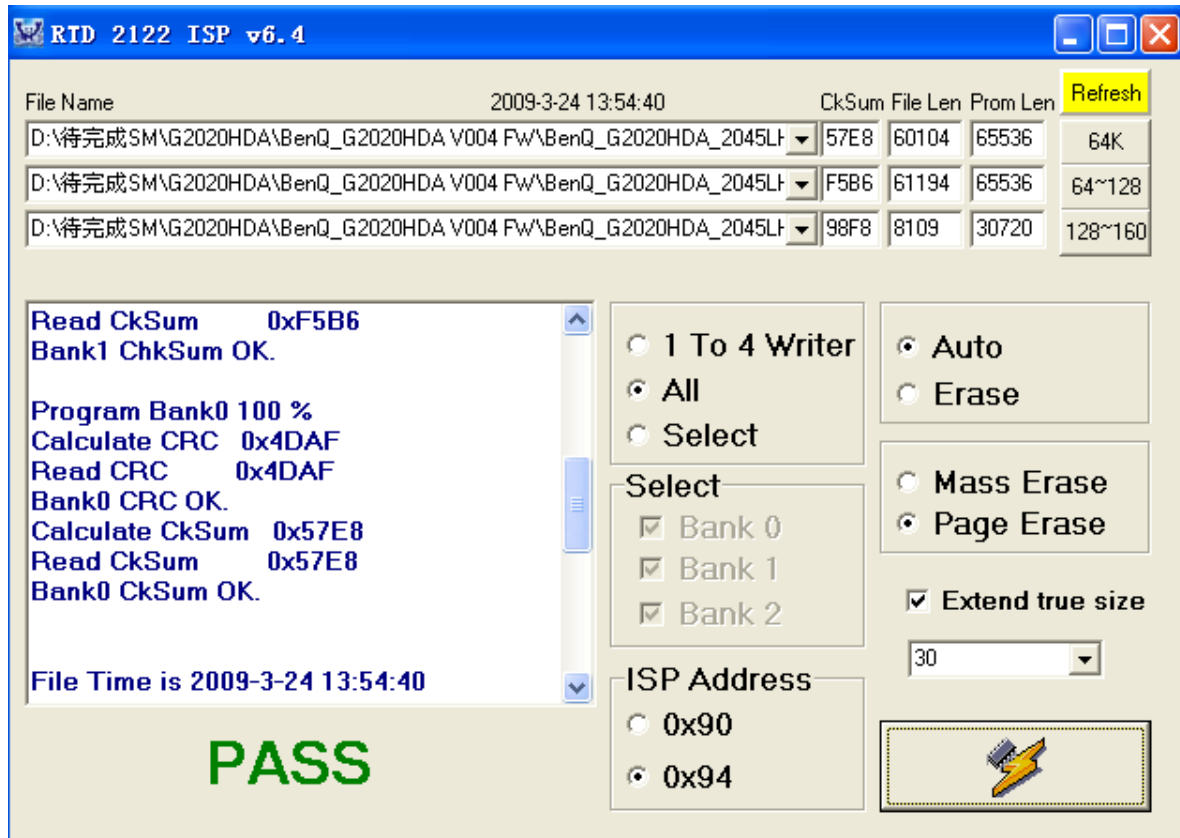 RTD 2122 ISP v6.4
File Name 2009-3-24 13:54:40 CkSum File Len Prom Len Refresh
D:\待完成SM\G2020HDA\BenQ_G2020HDA V004 FW\BenQ_G2020HDA_2045LH 57E8 60104 65536 64K
D:\待完成SM\G2020HDA\BenQ_G2020HDA V004 FW\BenQ_G2020HDA_2045LH F5B6 61194 65536 64~128
D:\待完成SM\G2020HDA\BenQ_G2020HDA V004 FW\BenQ_G2020HDA_2045LH 98F8 8109 30720 128~160
Read CkSum 0xF5B6
Bank1 ChkSum OK.
Program Bank0 100 %
Calculate CRC 0x4DAF
Read CRC 0x4DAF
Bank0 CRC OK.
Calculate CkSum 0x57E8
Read CkSum 0x57E8
Bank0 CkSum OK.
File Time is 2009-3-24 13:54:40
PASS
1 To 4 Writer
All
Select
Select
Bank 0
Bank 1
Bank 2
ISP Address
0x90
0x94
Auto
Erase
Mass Erase
Page Erase
Extend true size
30